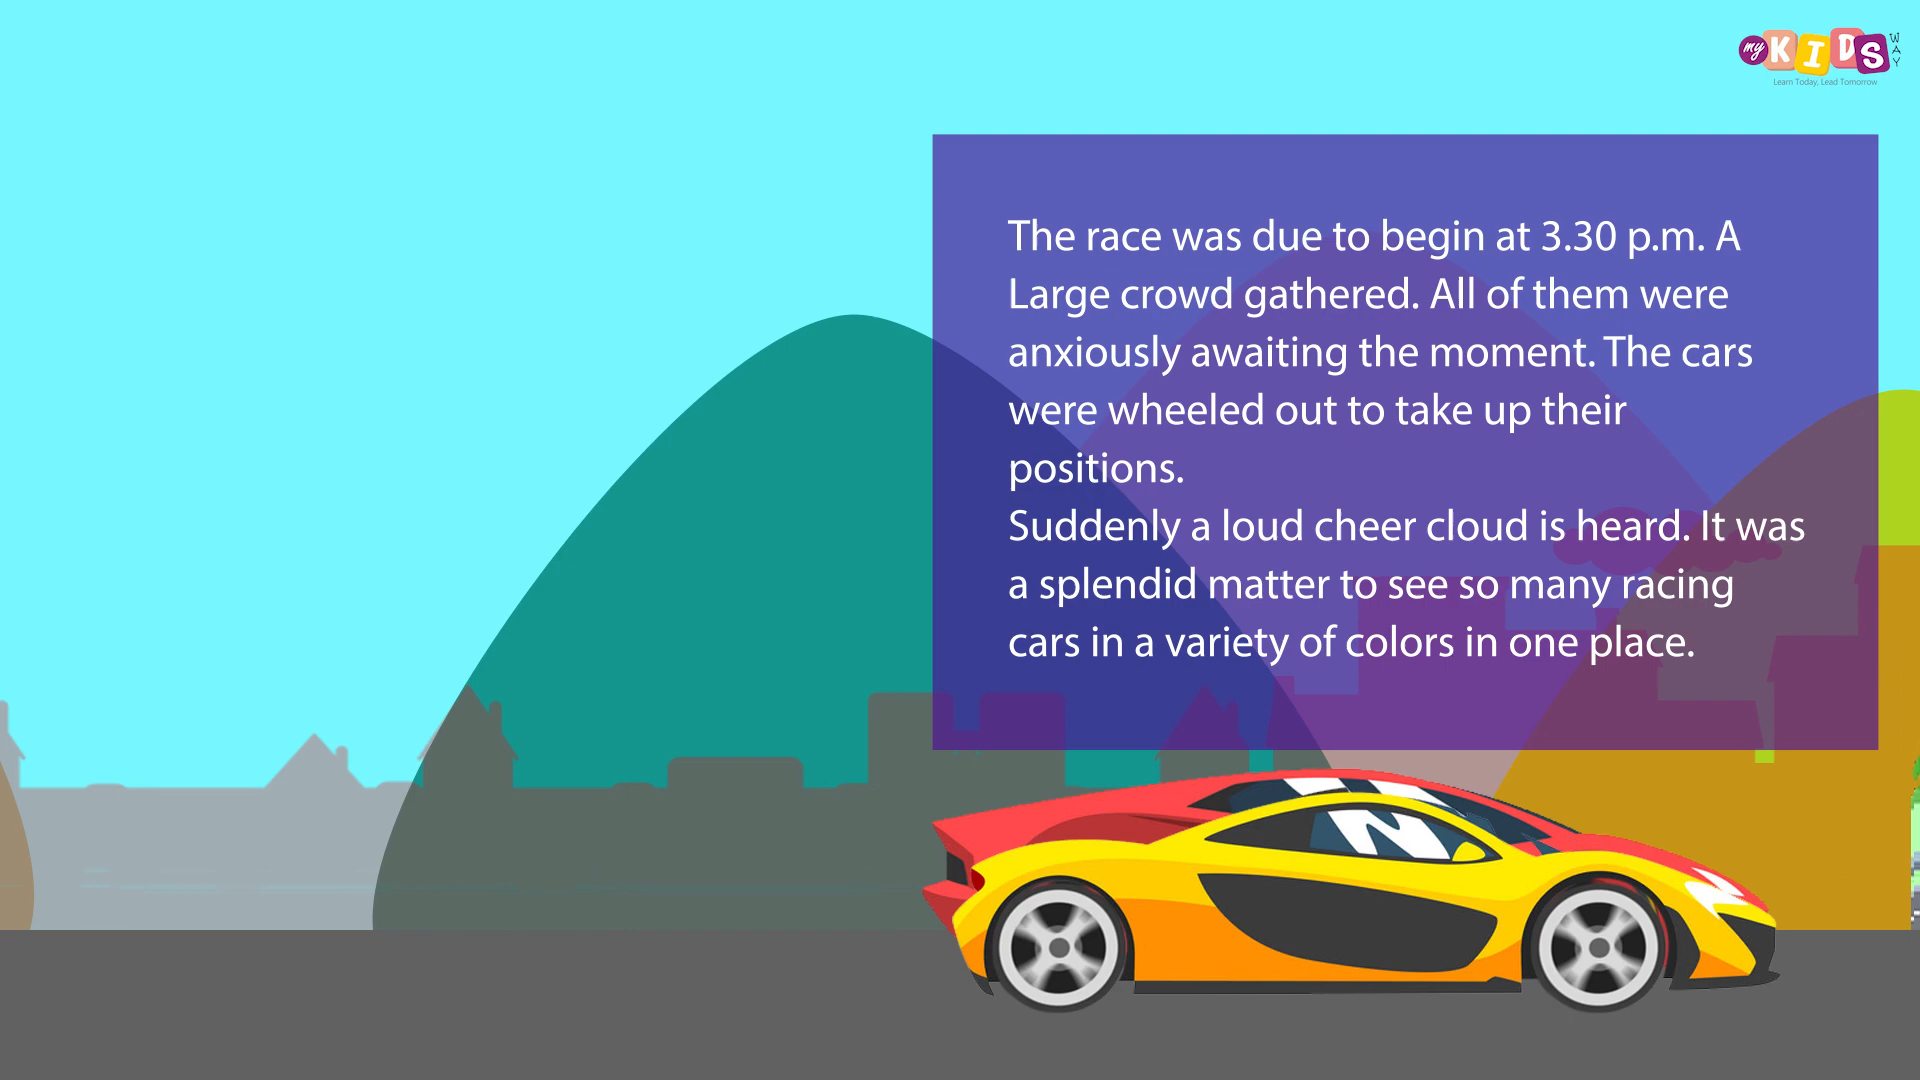 my KIDS WAY
Learn Today, Lead Tomorrow
The race was due to begin at 3.30 p.m. A
Large crowd gathered. All of them were
anxiously awaiting the moment. The cars
were wheeled out to take up their
positions.
Suddenly a loud cheer cloud is heard. It was
a splendid matter to see so many racing
cars in a variety of colors in one place.